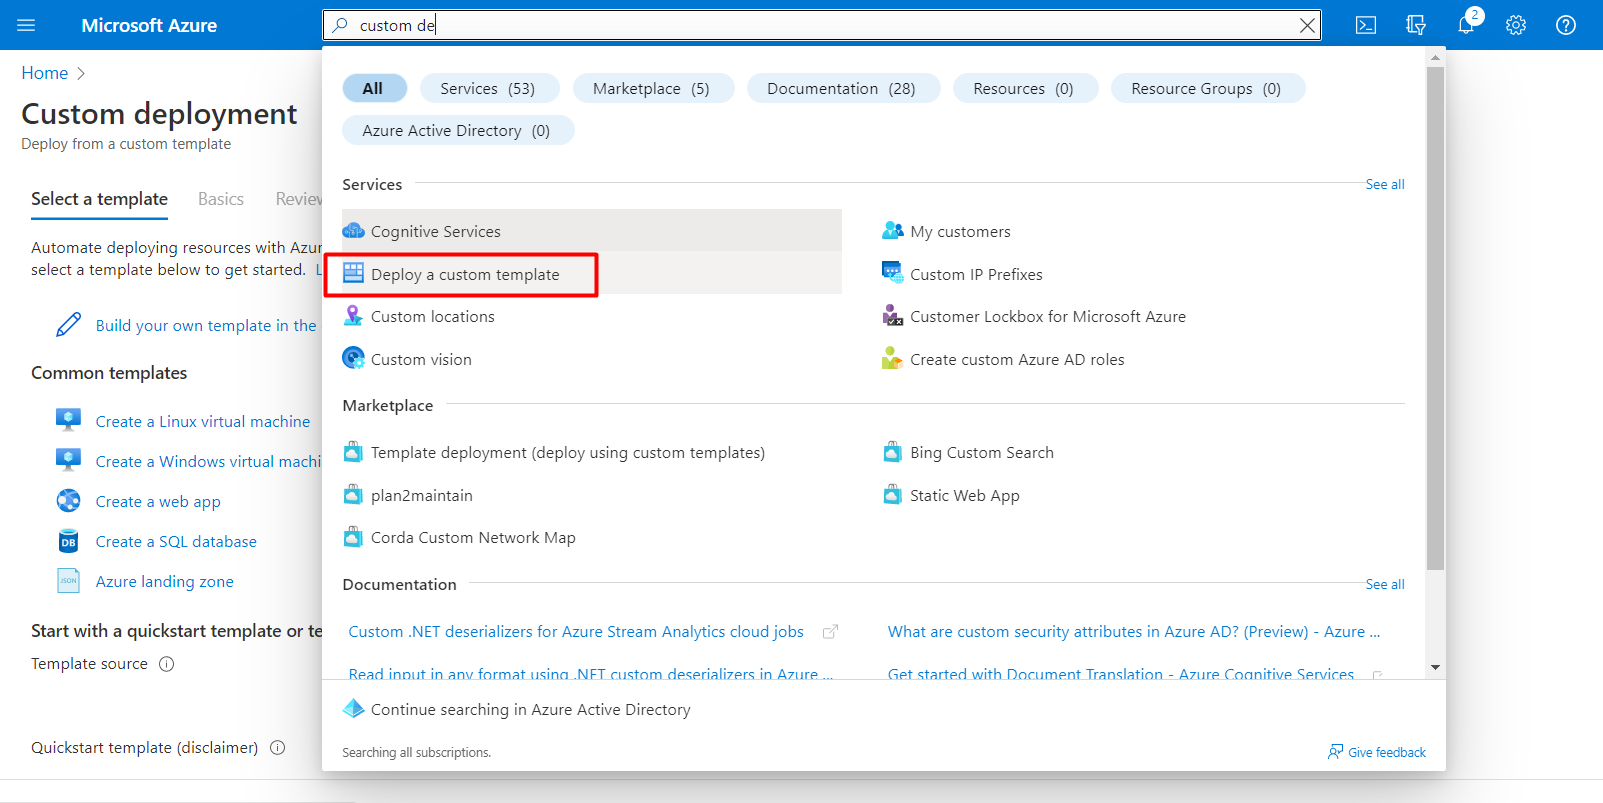 Microsoft Azure
custom de
2
Home
Custom deployment
Deploy from a custom template
Select a template Basics Review
Automate deploying resources with Azur
select a template below to get started.
Build your own template in the
Common templates
Create a Linux virtual machine
Create a Windows virtual machi
Create a web app
DB Create a SQL database
JSON Azure landing zone
Start with a quickstart template or te
Template source
Quickstart template (disclaimer)
All Services (53) Marketplace (5) Documentation (28) Resources (0) Resource Groups (0)
Azure Active Directory (0)
Services See all
Cognitive Services My customers
Deploy a custom template Custom IP Prefixes
Custom locations Customer Lockbox for Microsoft Azure
Custom vision Create custom Azure AD roles
Marketplace
Template deployment (deploy using custom templates) Bing Custom Search
plan2maintain Static Web App
Corda Custom Network Map
Documentation See all
Custom .NET deserializers for Azure Stream Analytics cloud jobs What are custom security attributes in Azure AD? (Preview) - Azure ...
Read input in any format using .NET custom deserializers in Azure ... Get started with Document Translation - Azure Cognitive Services
Continue searching in Azure Active Directory
Searching all subscriptions. Give feedback